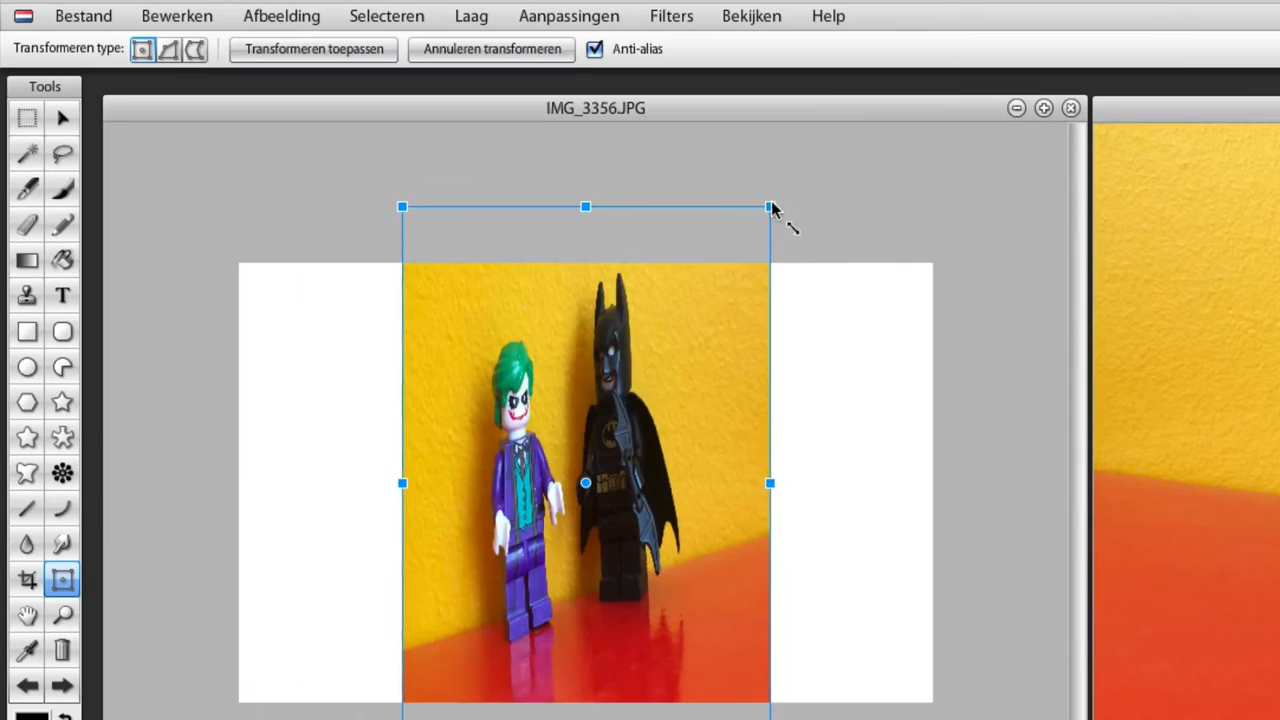 Bestand Bewerken Afbeelding Selecteren Laag Aanpassingen Filters Bekijken Help
Transformeren type: Transformeren toepassen Annuleren transformeren Anti-alias
Tools
IMG_3356.JPG
T